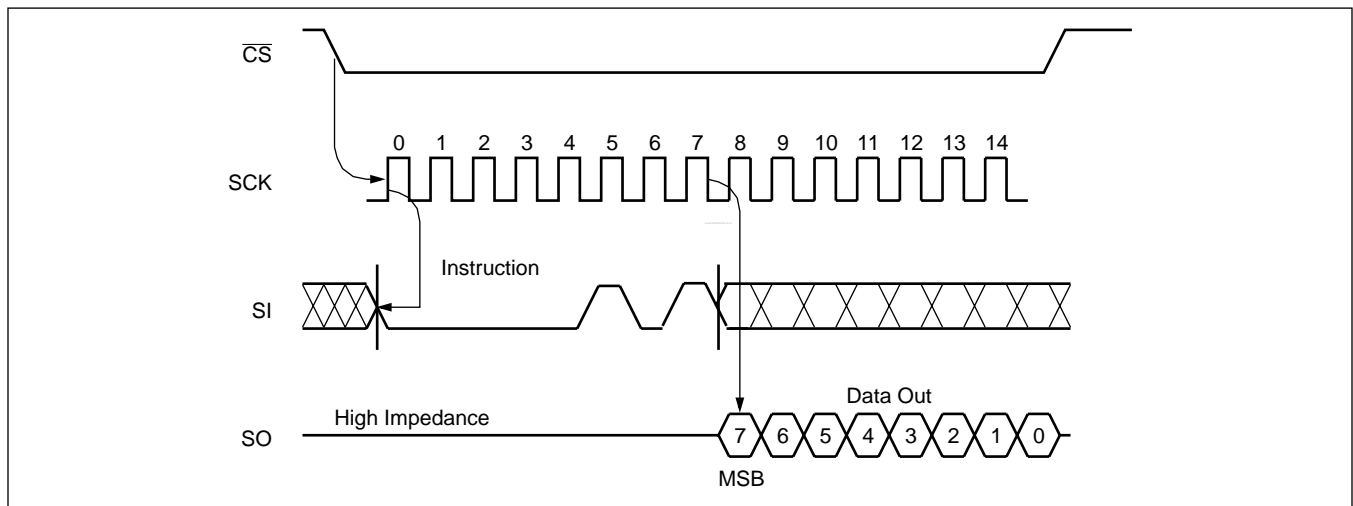 CS
0 1 2 3 4 5 6 7 8 9 10 11 12 13 14
SCK
Instruction
SI
Data Out
High Impedance
SO
7 6 5 4 3 2 1 0
MSB